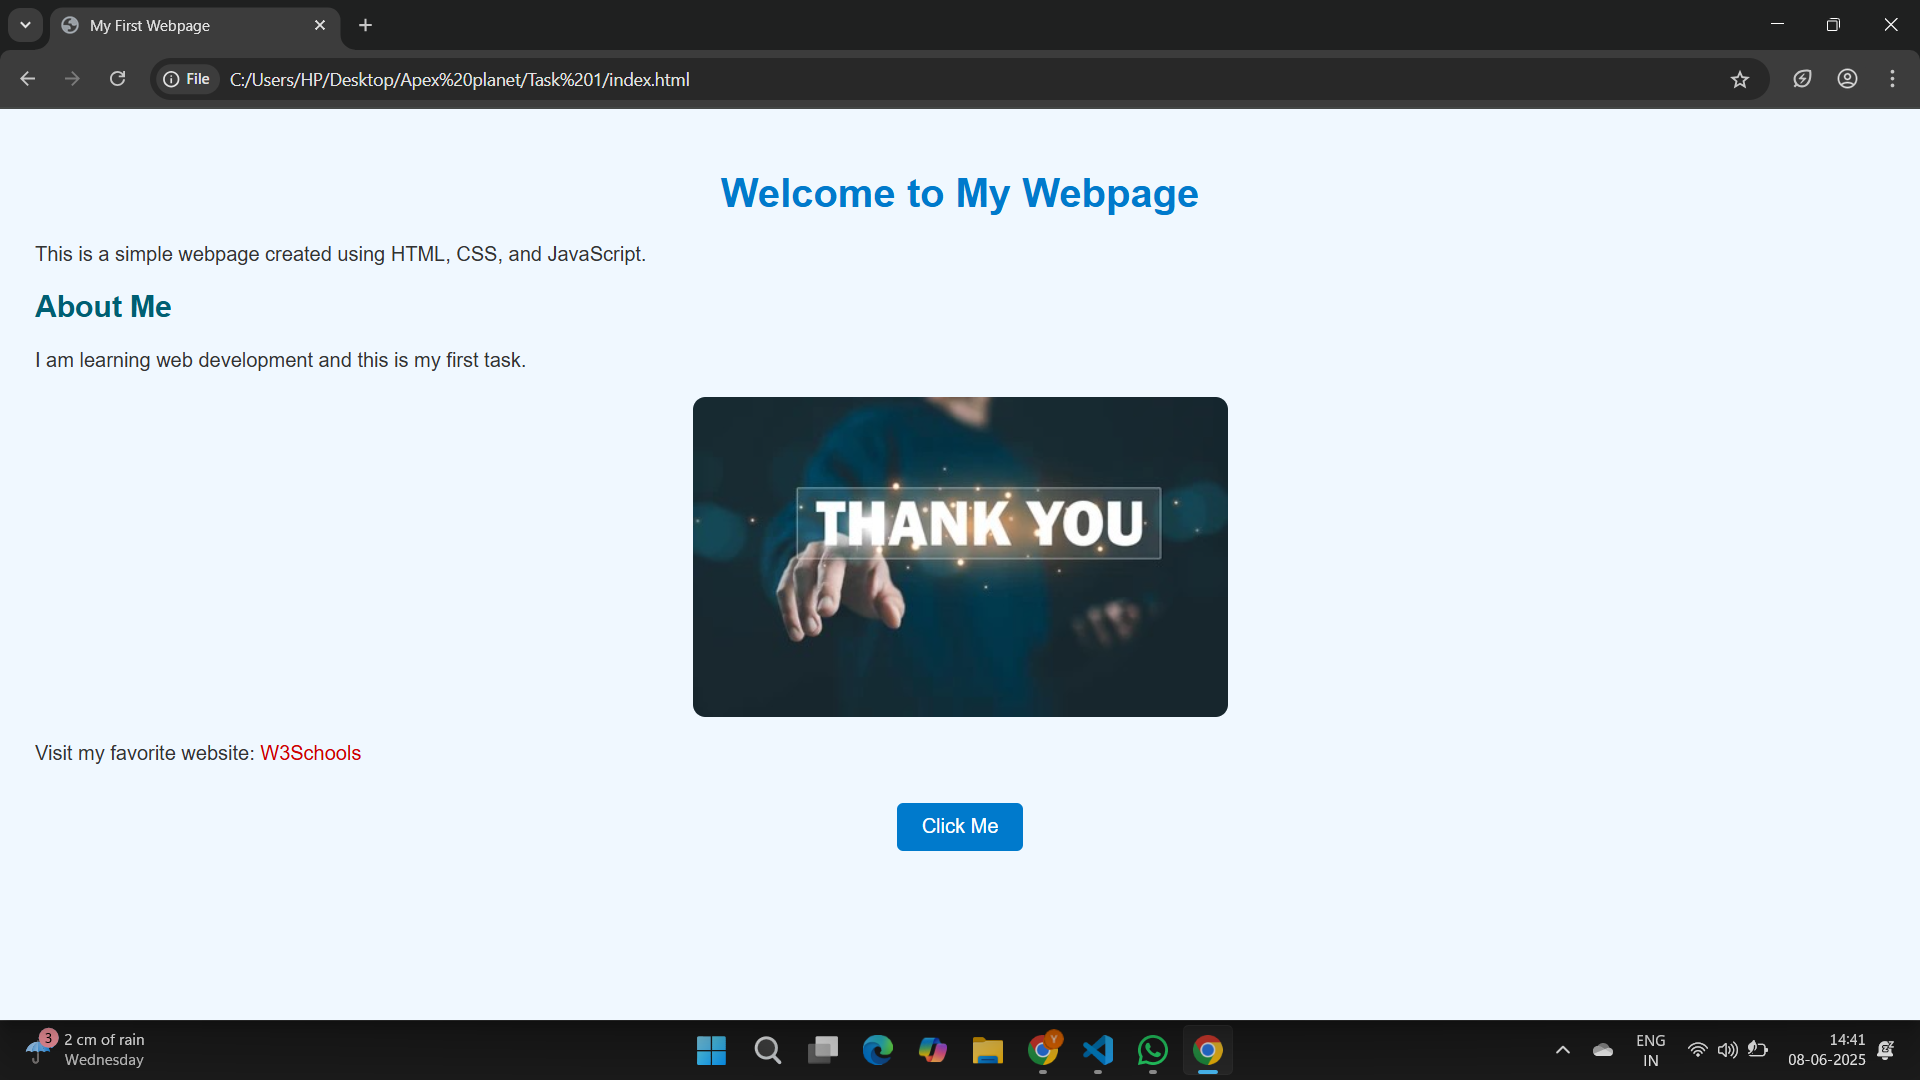 My First Webpage
File
C:/Users/HP/Desktop/Apex%20planet/Task%201/index.html
Welcome to My Webpage
This is a simple webpage created using HTML, CSS, and JavaScript.
About Me
I am learning web development and this is my first task.
THANK YOU
Visit my favorite website: W3Schools
Click Me
3
2 cm of rain
Wednesday
Y
ENG
IN
14:41
08-06-2025